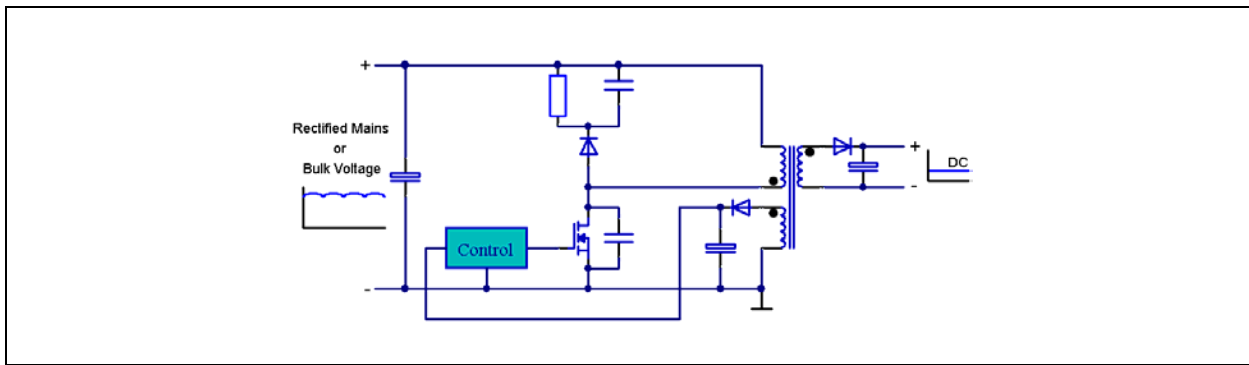 +
Rectified Mains
or
Bulk Voltage
Control
-
+
DC
-